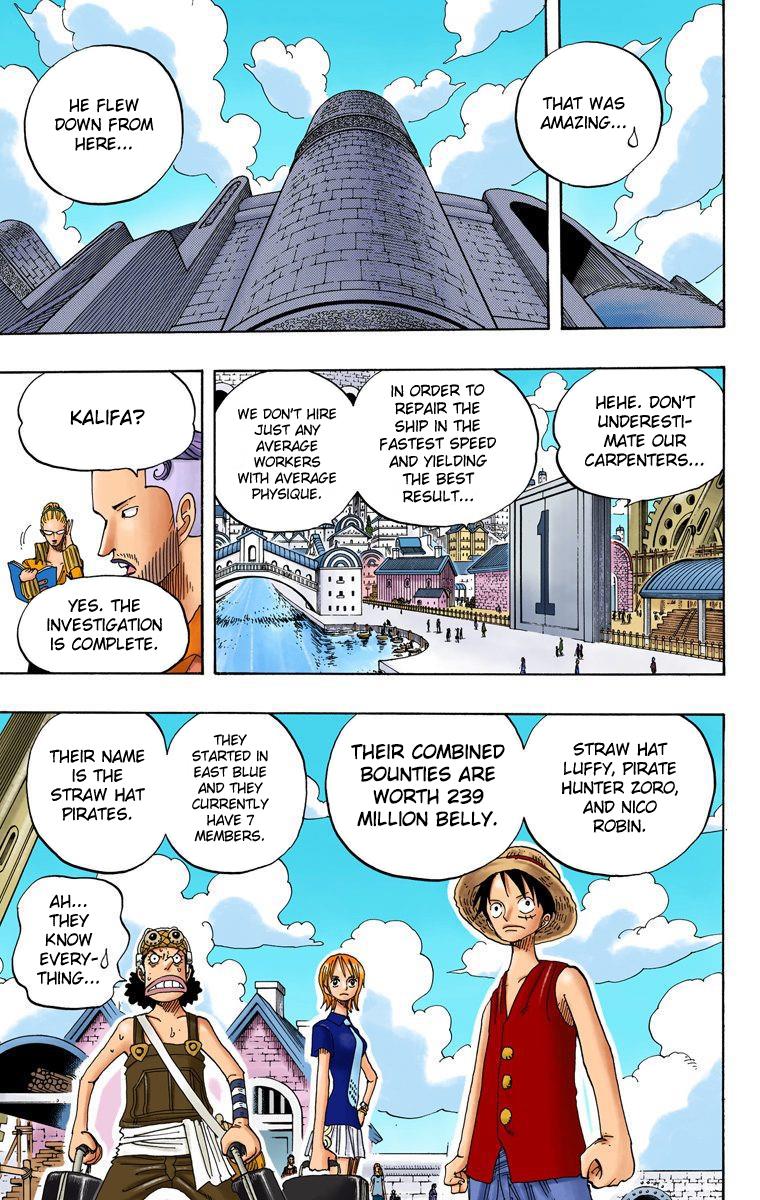 THAT WAS
AMAZING...
HE FLEW
DOWN FROM
HERE...
HEHE. DON'T
UNDERESTI-
MATE OUR
CARPENTERS...
IN ORDER TO
REPAIR THE
SHIP IN THE
FASTEST SPEED
AND YIELDING
THE BEST
RESULT...
WE DON'T HIRE
JUST ANY
AVERAGE
WORKERS
WITH AVERAGE
PHYSIQUE.
1
KALIFA?
YES. THE
INVESTIGATION
IS COMPLETE.
STRAW HAT
LUFFY, PIRATE
HUNTER ZORO,
AND NICO
ROBIN.
THEIR COMBINED
BOUNTIES ARE
WORTH 239
MILLION BELLY.
THEY
STARTED IN
EAST BLUE
AND THEY
CURRENTLY
HAVE 7
MEMBERS.
THEIR NAME
IS THE
STRAW HAT
PIRATES.
AH...
THEY
KNOW
EVERY-
THING...